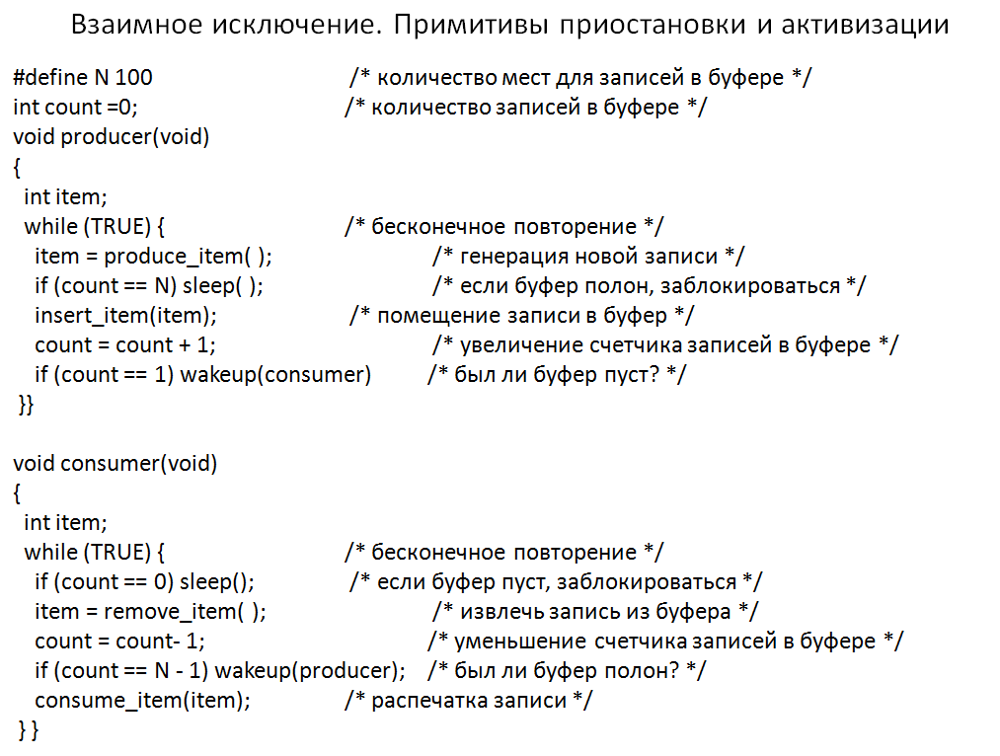 Взаимное исключение. Примитивы приостановки и активизации
#define N 100 /* количество мест для записей в буфере */
int count =0; /* количество записей в буфере */
void producer(void)
{
int item;
while (TRUE) { /* бесконечное повторение */
item = produce_item( ); /* генерация новой записи */
if (count == N) sleep( ); /* если буфер полон, заблокироваться */
insert_item(item); /* помещение записи в буфер */
count = count + 1; /* увеличение счетчика записей в буфере */
if (count == 1) wakeup(consumer) /* был ли буфер пуст? */
}}
void consumer(void)
{
int item;
while (TRUE) { /* бесконечное повторение */
if (count == 0) sleep(); /* если буфер пуст, заблокироваться */
item = remove_item( ); /* извлечь запись из буфера */
count = count- 1; /* уменьшение счетчика записей в буфере */
if (count == N - 1) wakeup(producer); /* был ли буфер полон? */
consume_item(item); /* распечатка записи */
} }